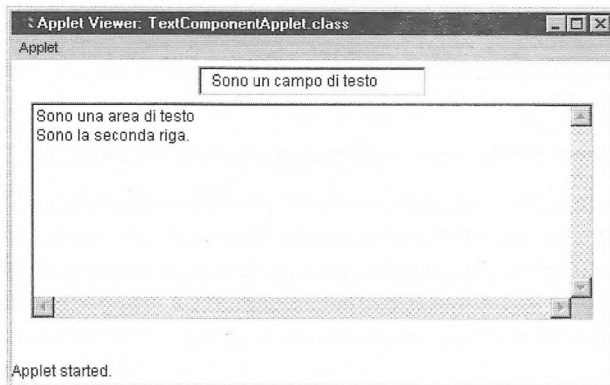 Applet Viewer: TextComponentApplet.class
Applet
Sono un campo di testo
Sono una area di testo
Sono la seconda riga.
Applet started.